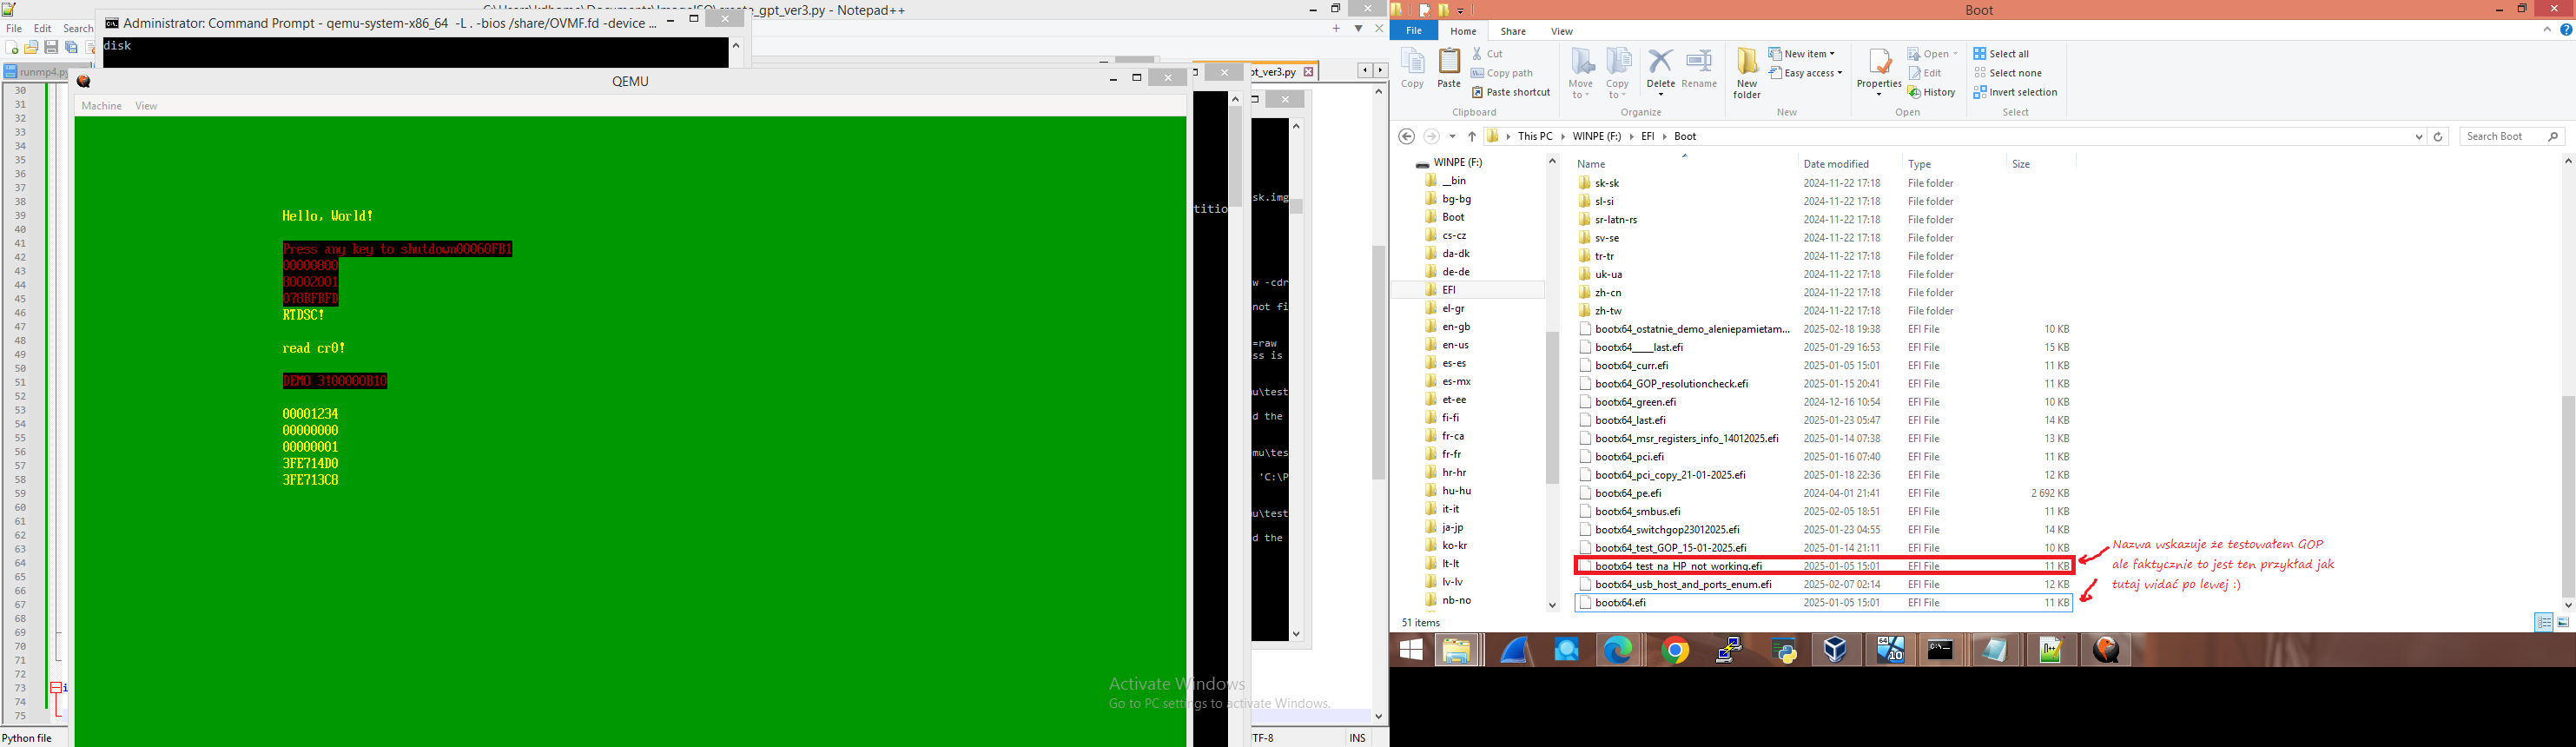 C:\Users\rdhome\Documents\ImageISO\create_gpt_ver3.py - Notepad++
Administrator: Command Prompt - qemu-system-x86_64 -L . -bios /share/OVMF.fd -device ...
File Edit Search
disk
runmp4.py
pt_ver3.py
QEMU
Machine View
30
31
32
33
34
35
36
37
38
39
40
41
42
43
44
45
46
47
48
49
50
51
52
53
54
55
56
57
58
59
60
61
62
63
64
65
66
67
68
69
70
71
72
73
74
75
i
Hello, World!
Press any key to shutdown00060FB1
00000800
80002001
078BFBFD
RTDSC!
read cr0!
DEMO 3!00000B10
00001234
00000000
00000001
3FE714D0
3FE713C8
titio
sk.img
w -cdr
not fi
=raw
ess is
u\test
d the
mu\tes
'C:\P
u\test
d the
Activate Windows
Go to PC settings to activate Windows.
Python file
TF-8
INS
Boot
File Home Share View
Copy
Paste
Cut
Copy path
Paste shortcut
Clipboard
Move to
Copy to
Delete
Rename
Organize
New folder
New item
Easy access
New
Properties
Open
Edit
History
Open
Select all
Select none
Invert selection
Select
This PC WINPE (F:) EFI Boot
Search Boot
WINPE (F:)
__bin
bg-bg
Boot
cs-cz
da-dk
de-de
EFI
el-gr
en-gb
en-us
es-es
es-mx
et-ee
fi-fi
fr-ca
fr-fr
hr-hr
hu-hu
it-it
ja-jp
ko-kr
lt-lt
lv-lv
nb-no
Name Date modified Type Size
sk-sk 2024-11-22 17:18 File folder
sl-si 2024-11-22 17:18 File folder
sr-latn-rs 2024-11-22 17:18 File folder
sv-se 2024-11-22 17:18 File folder
tr-tr 2024-11-22 17:18 File folder
uk-ua 2024-11-22 17:18 File folder
zh-cn 2024-11-22 17:18 File folder
zh-tw 2024-11-22 17:18 File folder
bootx64_ostatnie_demo_aleniepamietam... 2025-02-18 19:38 EFI File 10 KB
bootx64____last.efi 2025-01-29 16:53 EFI File 15 KB
bootx64_curr.efi 2025-01-05 15:01 EFI File 11 KB
bootx64_GOP_resolutioncheck.efi 2025-01-15 20:41 EFI File 11 KB
bootx64_green.efi 2024-12-16 10:54 EFI File 10 KB
bootx64_last.efi 2025-01-23 05:47 EFI File 14 KB
bootx64_msr_registers_info_14012025.efi 2025-01-14 07:38 EFI File 13 KB
bootx64_pci.efi 2025-01-16 07:40 EFI File 11 KB
bootx64_pci_copy_21-01-2025.efi 2025-01-18 22:36 EFI File 12 KB
bootx64_pe.efi 2024-04-01 21:41 EFI File 2 692 KB
bootx64_smbus.efi 2025-02-05 18:51 EFI File 11 KB
bootx64_switchgop23012025.efi 2025-01-23 04:55 EFI File 14 KB
bootx64_test_GOP_15-01-2025.efi 2025-01-14 21:11 EFI File 10 KB
bootx64_test_na_HP_not_working.efi 2025-01-05 15:01 EFI File 11 KB
bootx64_usb_host_and_ports_enum.efi 2025-02-07 02:14 EFI File 12 KB
bootx64.efi 2025-01-05 15:01 EFI File 11 KB
Nazwa wskazuje że testowałem GOP
ale faktycznie to jest ten przykład jak
tutaj widać po lewej :)
51 items